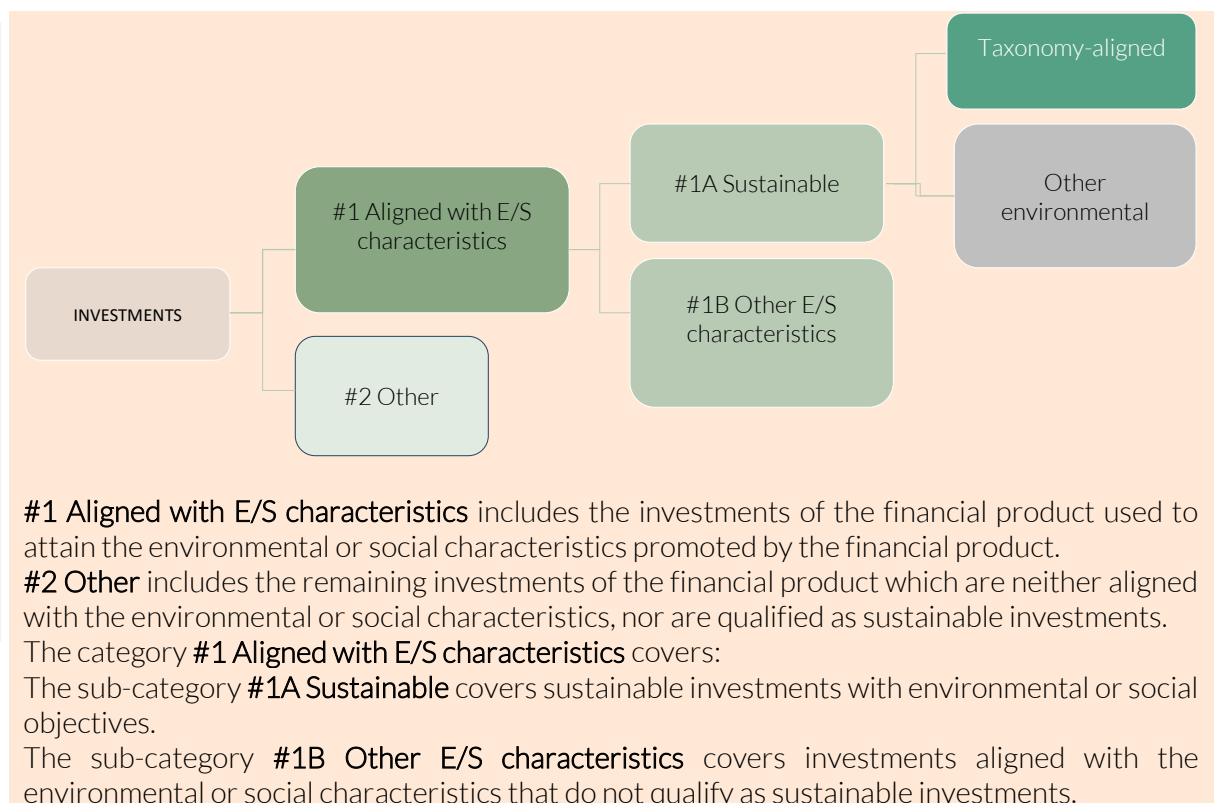 Taxonomy-aligned
#1A Sustainable
Other
environmental
#1 Aligned with E/S
characteristics
#1B Other E/S
characteristics
INVESTMENTS
#2 Other
#1 Aligned with E/S characteristics includes the investments of the financial product used to
attain the environmental or social characteristics promoted by the financial product.
#2 Other includes the remaining investments of the financial product which are neither aligned
with the environmental or social characteristics, nor are qualified as sustainable investments.
The category #1 Aligned with E/S characteristics covers:
The sub-category #1A Sustainable covers sustainable investments with environmental or social
objectives.
The sub-category #1B Other E/S characteristics covers investments aligned with the
environmental or social characteristics that do not qualify as sustainable investments.